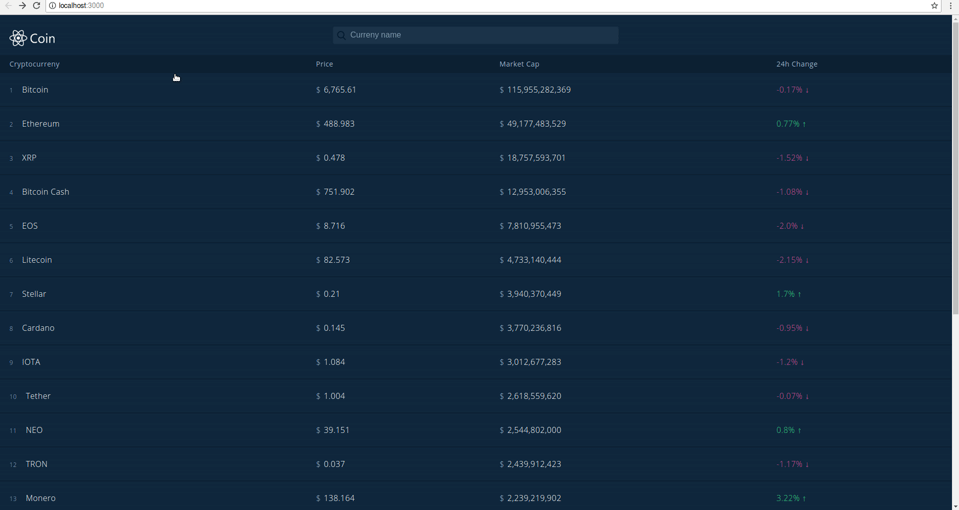 localhost:3000
Coin
Curreny name
Cryptocurreny Price Market Cap 24h Change
1 Bitcoin $ 6,765.61 $ 115,955,282,369 -0.17% ↓
2 Ethereum $ 488.983 $ 49,177,483,529 0.77% ↑
3 XRP $ 0.478 $ 18,757,593,701 -1.52% ↓
4 Bitcoin Cash $ 751.902 $ 12,953,006,355 -1.08% ↓
5 EOS $ 8.716 $ 7,810,955,473 -2.0% ↓
6 Litecoin $ 82.573 $ 4,733,140,444 -2.15% ↓
7 Stellar $ 0.21 $ 3,940,370,449 1.7% ↑
8 Cardano $ 0.145 $ 3,770,236,816 -0.95% ↓
9 IOTA $ 1.084 $ 3,012,677,283 -1.2% ↓
10 Tether $ 1.004 $ 2,618,559,620 -0.07% ↓
11 NEO $ 39.151 $ 2,544,802,000 0.8% ↑
12 TRON $ 0.037 $ 2,439,912,423 -1.17% ↓
13 Monero $ 138.164 $ 2,239,219,902 3.22% ↑